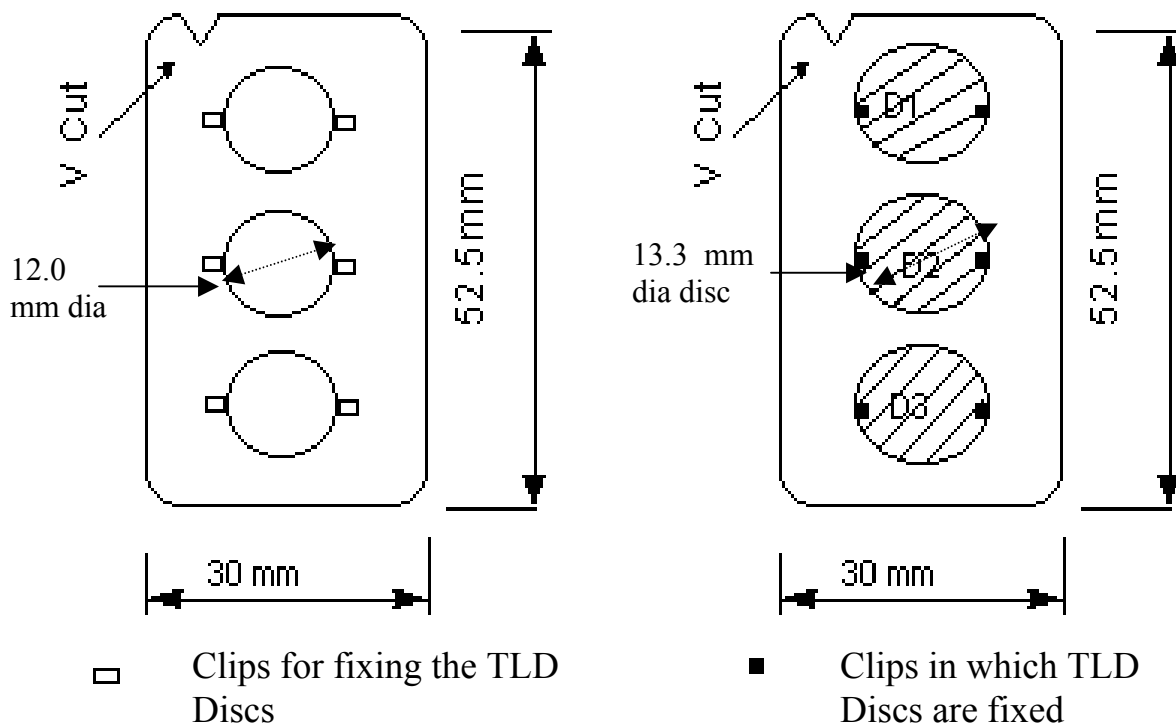 V Cut
12.0
mm dia
52.5mm
30 mm
Clips for fixing the TLD
Discs
V Cut
D1
D2
D3
13.3 mm
dia disc
52.5mm
30 mm
Clips in which TLD
Discs are fixed